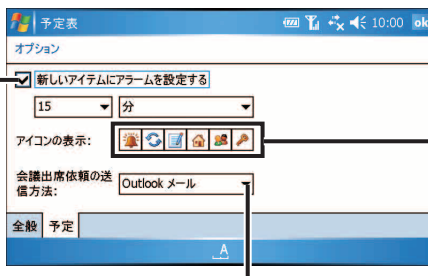 予定表 10:00 ok
オプション
新しいアイテムにアラームを設定する
15 分
アイコンの表示:
会議出席依頼の送
信方法: Outlook メール
全般 予定
A